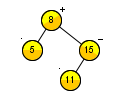 8 +
. 5 15 −
. 11